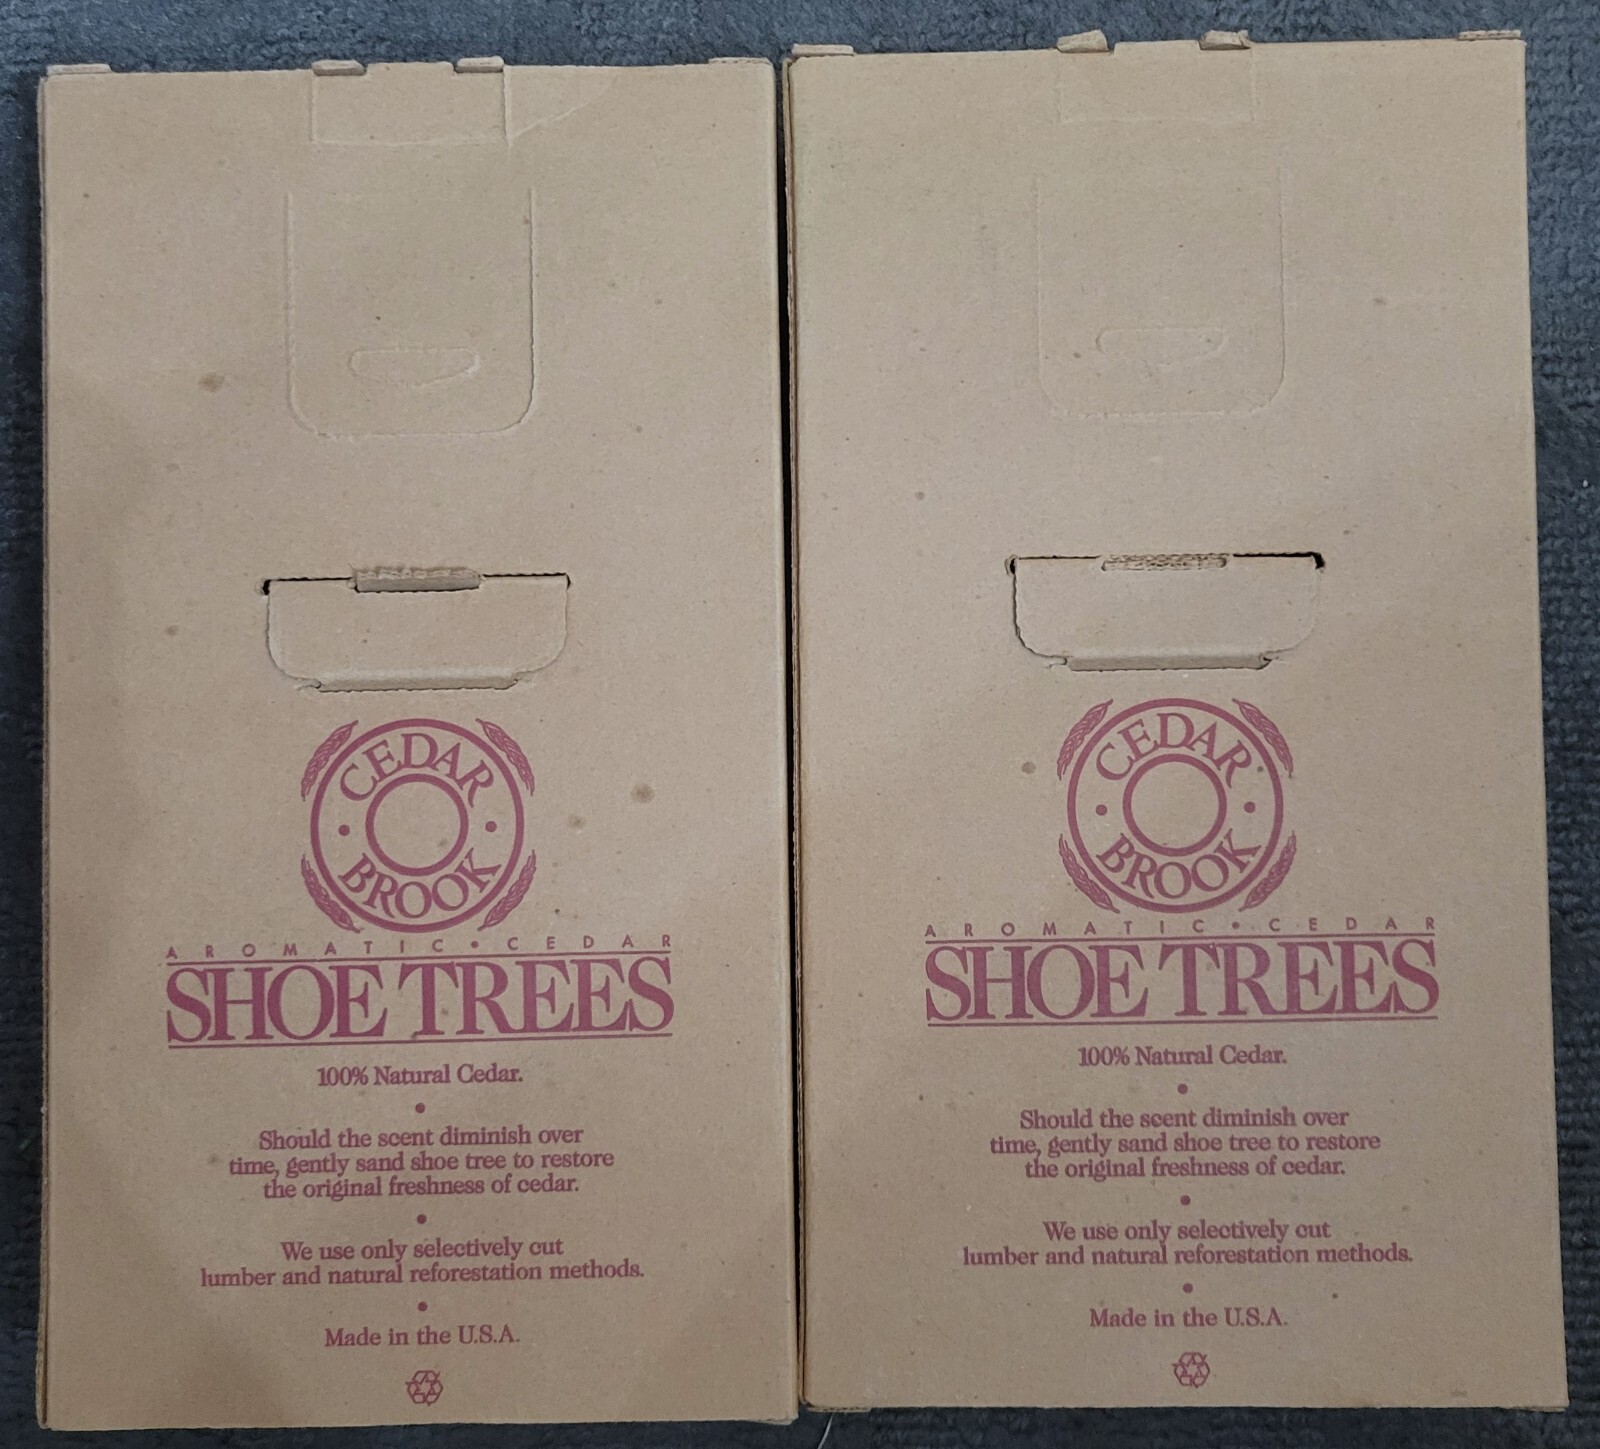 CEDAR
BROOK
AROMATIC • CEDAR
SHOE TREES
100% Natural Cedar.
•
Should the scent diminish over
time, gently sand shoe tree to restore
the original freshness of cedar.
•
We use only selectively cut
lumber and natural reforestation methods.
•
Made in the U.S.A.
CEDAR
BROOK
AROMATIC • CEDAR
SHOE TREES
100% Natural Cedar.
•
Should the scent diminish over
time, gently sand shoe tree to restore
the original freshness of cedar.
•
We use only selectively cut
lumber and natural reforestation methods.
•
Made in the U.S.A.